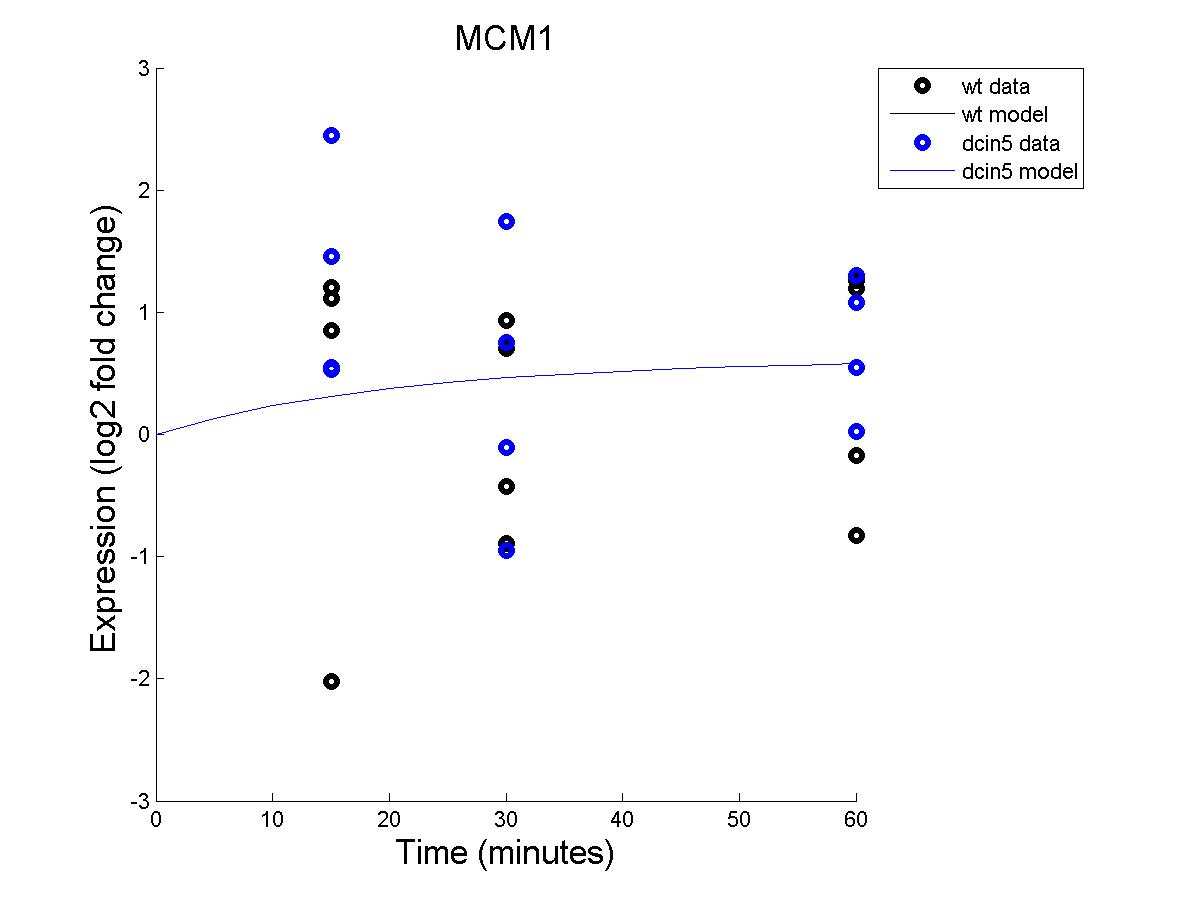 MCM1
wt data
wt model
dcin5 data
dcin5 model
Expression (log2 fold change)
3
2
1
0
-1
-2
-3
0 10 20 30 40 50 60
Time (minutes)